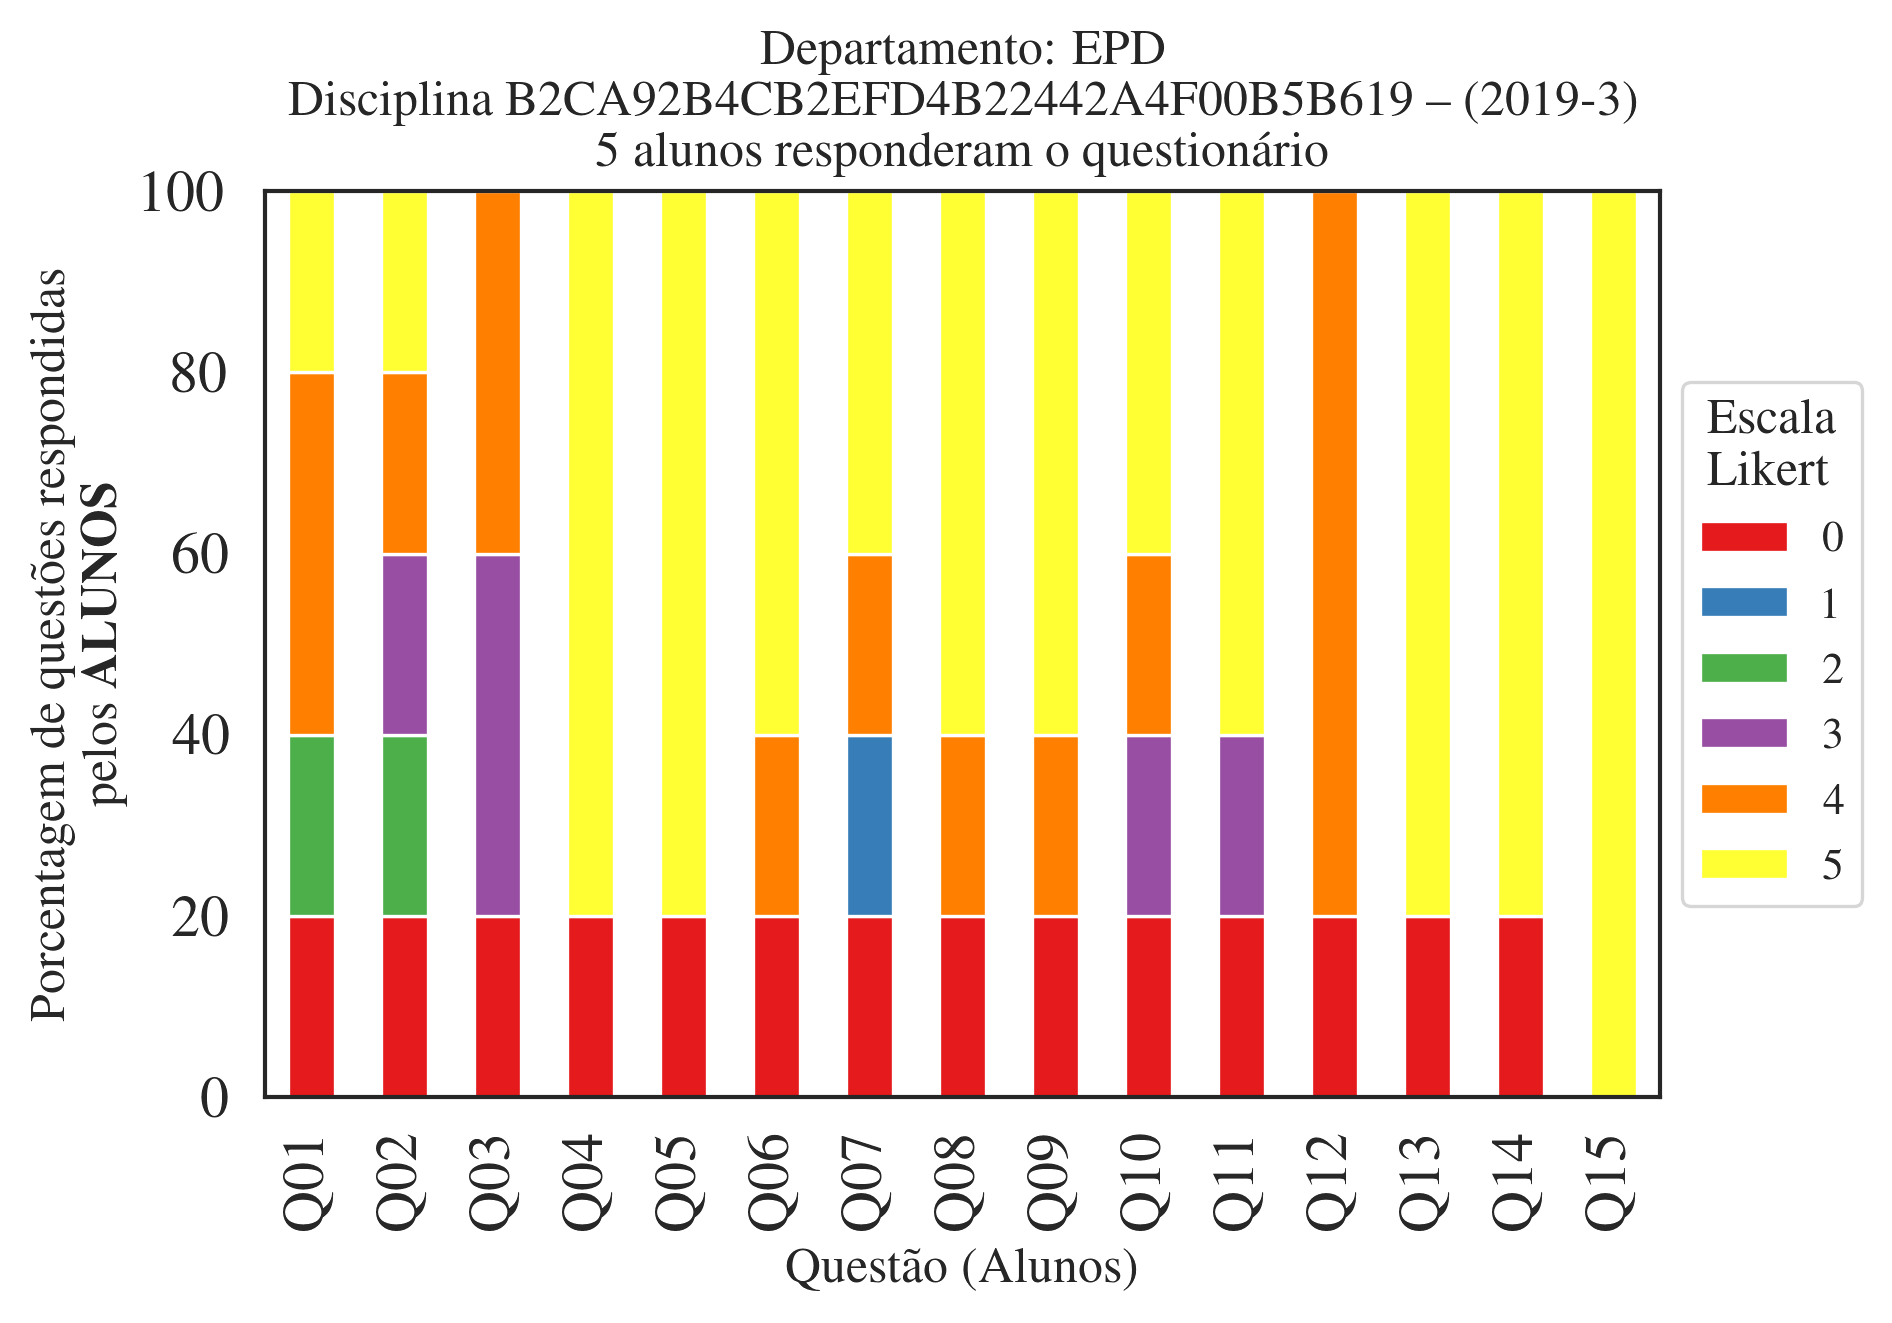 Departamento: EPD
Disciplina B2CA92B4CB2EFD4B22442A4F00B5B619 – (2019-3)
5 alunos responderam o questionário
Porcentagem de questões respondidas
pelos ALUNOS
100
80
60
40
20
0
Q01
Q02
Q03
Q04
Q05
Q06
Q07
Q08
Q09
Q10
Q11
Q12
Q13
Q14
Q15
Questão (Alunos)
Escala
Likert
0
1
2
3
4
5